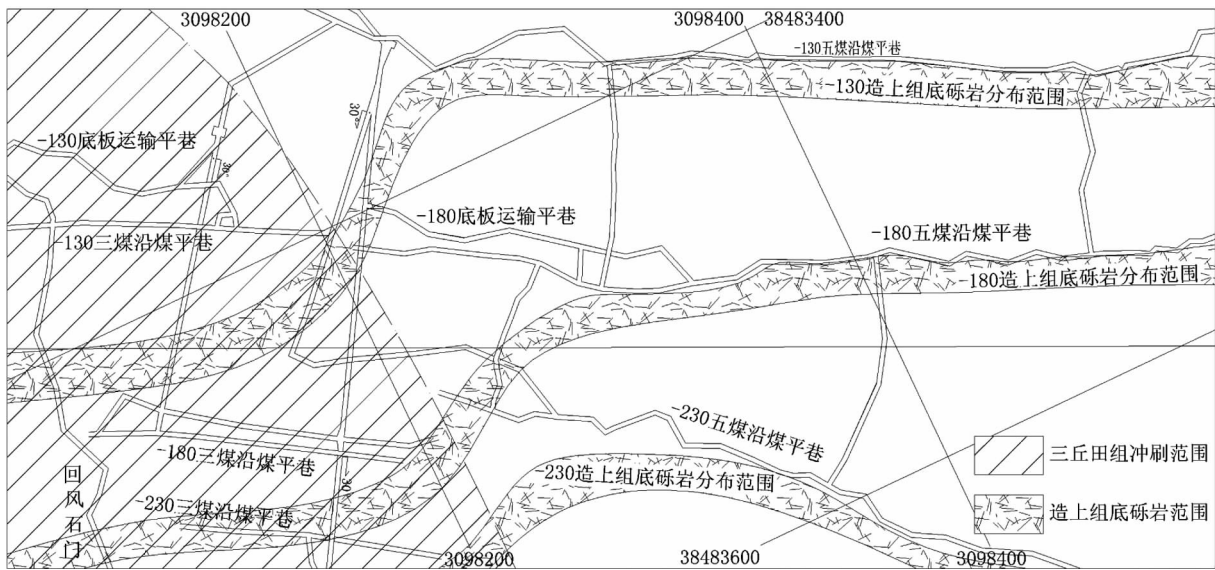 3098200
3098400
38483400
-130五煤沿煤平巷
-130造上组底砾岩分布范围
30°
-130底板运输平巷
30°
-180底板运输平巷
-180五煤沿煤平巷
-130三煤沿煤平巷
-180造上组底砾岩分布范围
-230五煤沿煤平巷
-180三煤沿煤平巷
三丘田组冲刷范围
回风石门
-230造上组底砾岩分布范围
30°
-230三煤沿煤平巷
造上组底砾岩范围
3098200
38483600
3098400